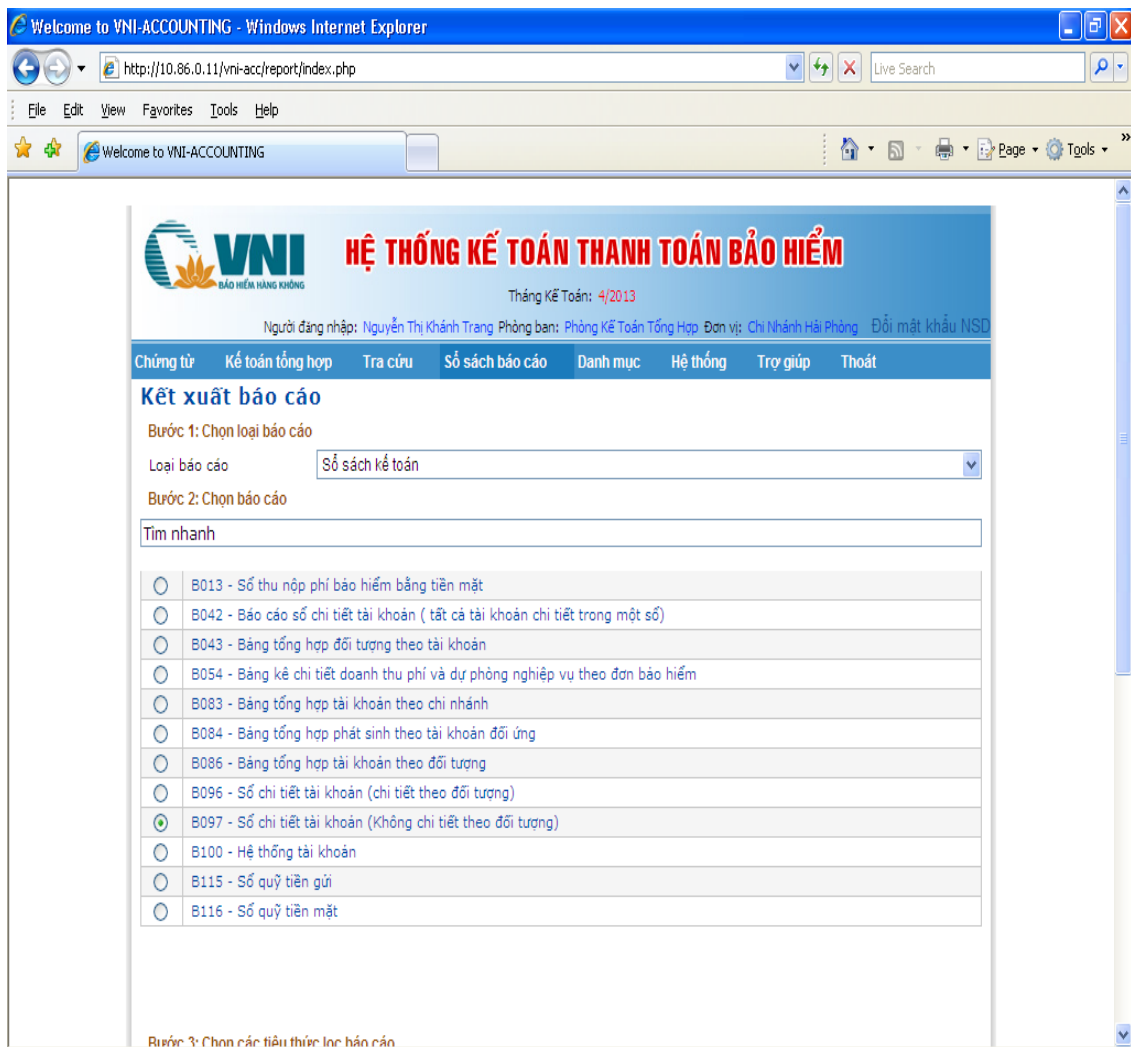 Welcome to VNI-ACCOUNTING - Windows Internet Explorer
http://10.86.0.11/vni-acc/report/index.php
Live Search
File Edit View Favorites Tools Help
Welcome to VNI-ACCOUNTING
Page Tools
VNI
BẢO HIỂM HÀNG KHÔNG
HỆ THỐNG KẾ TOÁN THANH TOÁN BẢO HIỂM
Tháng Kế Toán: 4/2013
Người đăng nhập: Nguyễn Thị Khánh Trang Phòng ban: Phòng Kế Toán Tổng Hợp Đơn vị: Chi Nhánh Hải Phòng Đổi mật khẩu NSD
Chứng từ Kế toán tổng hợp Tra cứu Sổ sách báo cáo Danh mục Hệ thống Trợ giúp Thoát
Kết xuất báo cáo
Bước 1: Chọn loại báo cáo
Loại báo cáo Sổ sách kế toán
Bước 2: Chọn báo cáo
Tìm nhanh
B013 - Sổ thu nộp phí bảo hiểm bằng tiền mặt
B042 - Báo cáo sổ chi tiết tài khoản ( tất cả tài khoản chi tiết trong một sổ)
B043 - Bảng tổng hợp đối tượng theo tài khoản
B054 - Bảng kê chi tiết doanh thu phí và dự phòng nghiệp vụ theo đơn bảo hiểm
B083 - Bảng tổng hợp tài khoản theo chi nhánh
B084 - Bảng tổng hợp phát sinh theo tài khoản đối ứng
B086 - Bảng tổng hợp tài khoản theo đối tượng
B096 - Sổ chi tiết tài khoản (chi tiết theo đối tượng)
B097 - Sổ chi tiết tài khoản (Không chi tiết theo đối tượng)
B100 - Hệ thống tài khoản
B115 - Sổ quỹ tiền gửi
B116 - Sổ quỹ tiền mặt
Bước 3: Chọn các tiêu thức lọc báo cáo